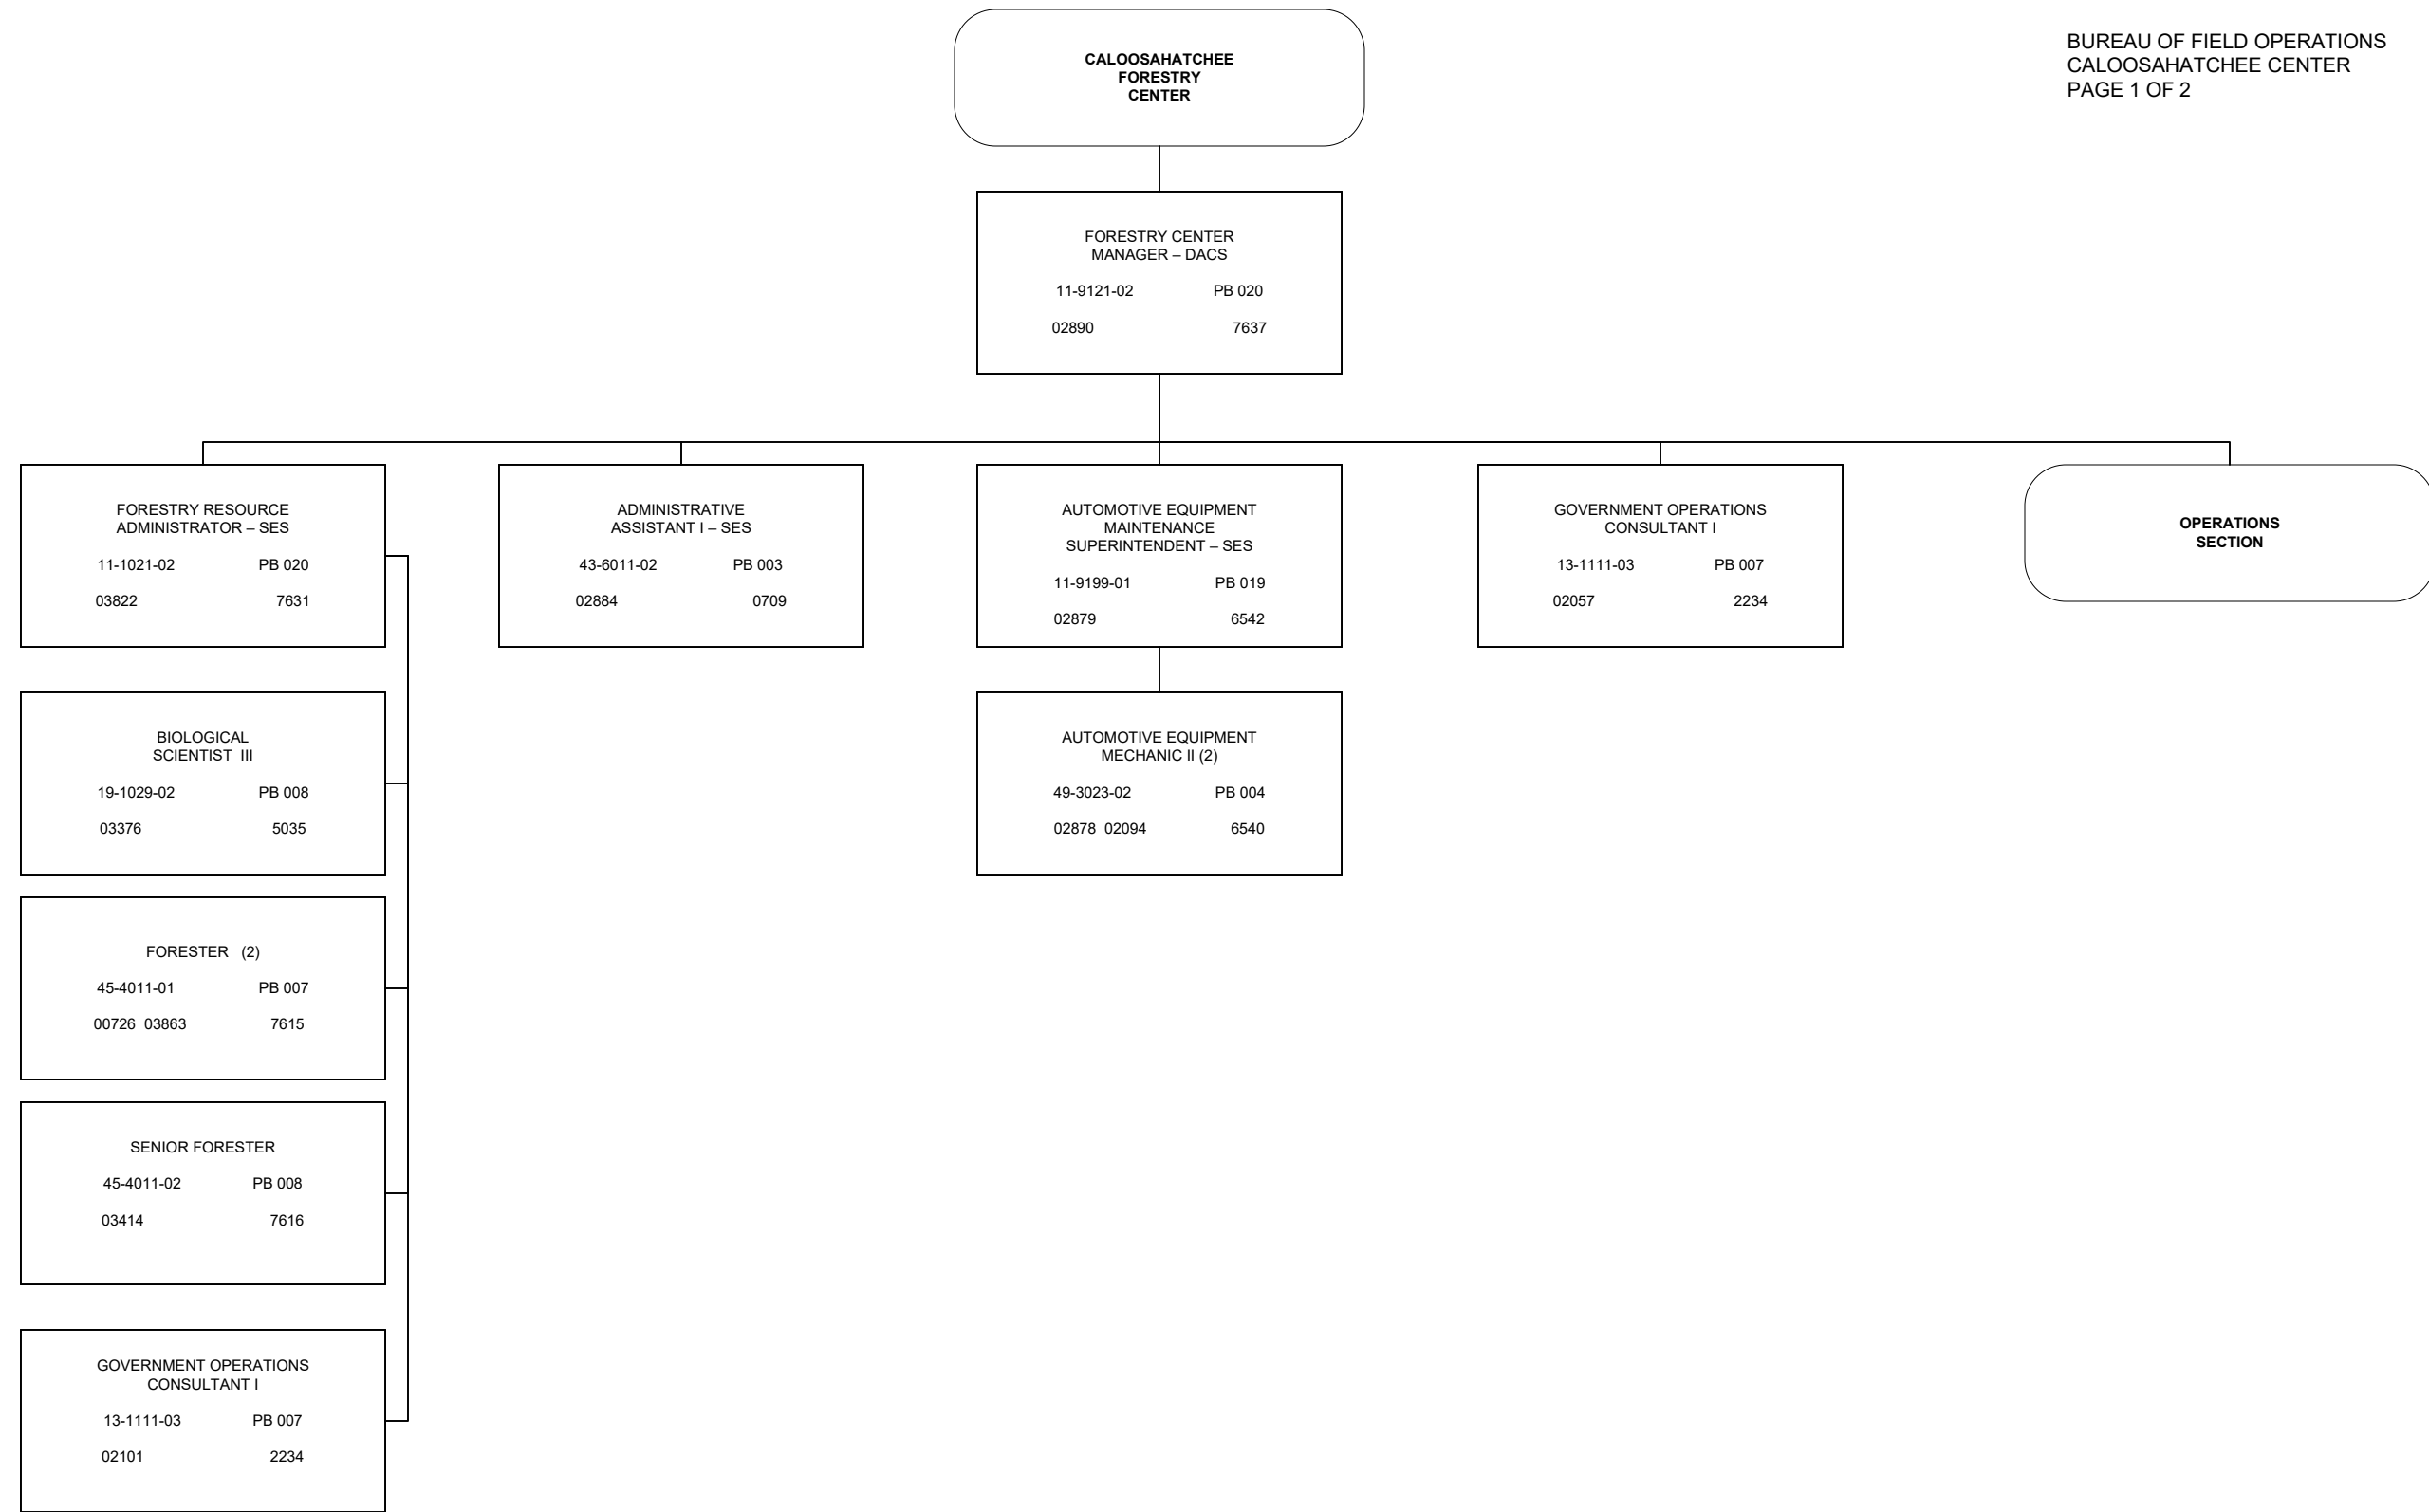 CALOOSAHATCHEE
FORESTRY
CENTER
BUREAU OF FIELD OPERATIONS
CALOOSAHATCHEE CENTER
PAGE 1 OF 2
FORESTRY CENTER
MANAGER – DACS
11-9121-02 PB 020
02890 7637
FORESTRY RESOURCE
ADMINISTRATOR – SES
11-1021-02 PB 020
03822 7631
ADMINISTRATIVE
ASSISTANT I – SES
43-6011-02 PB 003
02884 0709
AUTOMOTIVE EQUIPMENT
MAINTENANCE
SUPERINTENDENT – SES
11-9199-01 PB 019
02879 6542
GOVERNMENT OPERATIONS
CONSULTANT I
13-1111-03 PB 007
02057 2234
OPERATIONS
SECTION
BIOLOGICAL
SCIENTIST III
19-1029-02 PB 008
03376 5035
AUTOMOTIVE EQUIPMENT
MECHANIC II (2)
49-3023-02 PB 004
02878 02094 6540
FORESTER (2)
45-4011-01 PB 007
00726 03863 7615
SENIOR FORESTER
45-4011-02 PB 008
03414 7616
GOVERNMENT OPERATIONS
CONSULTANT I
13-1111-03 PB 007
02101 2234